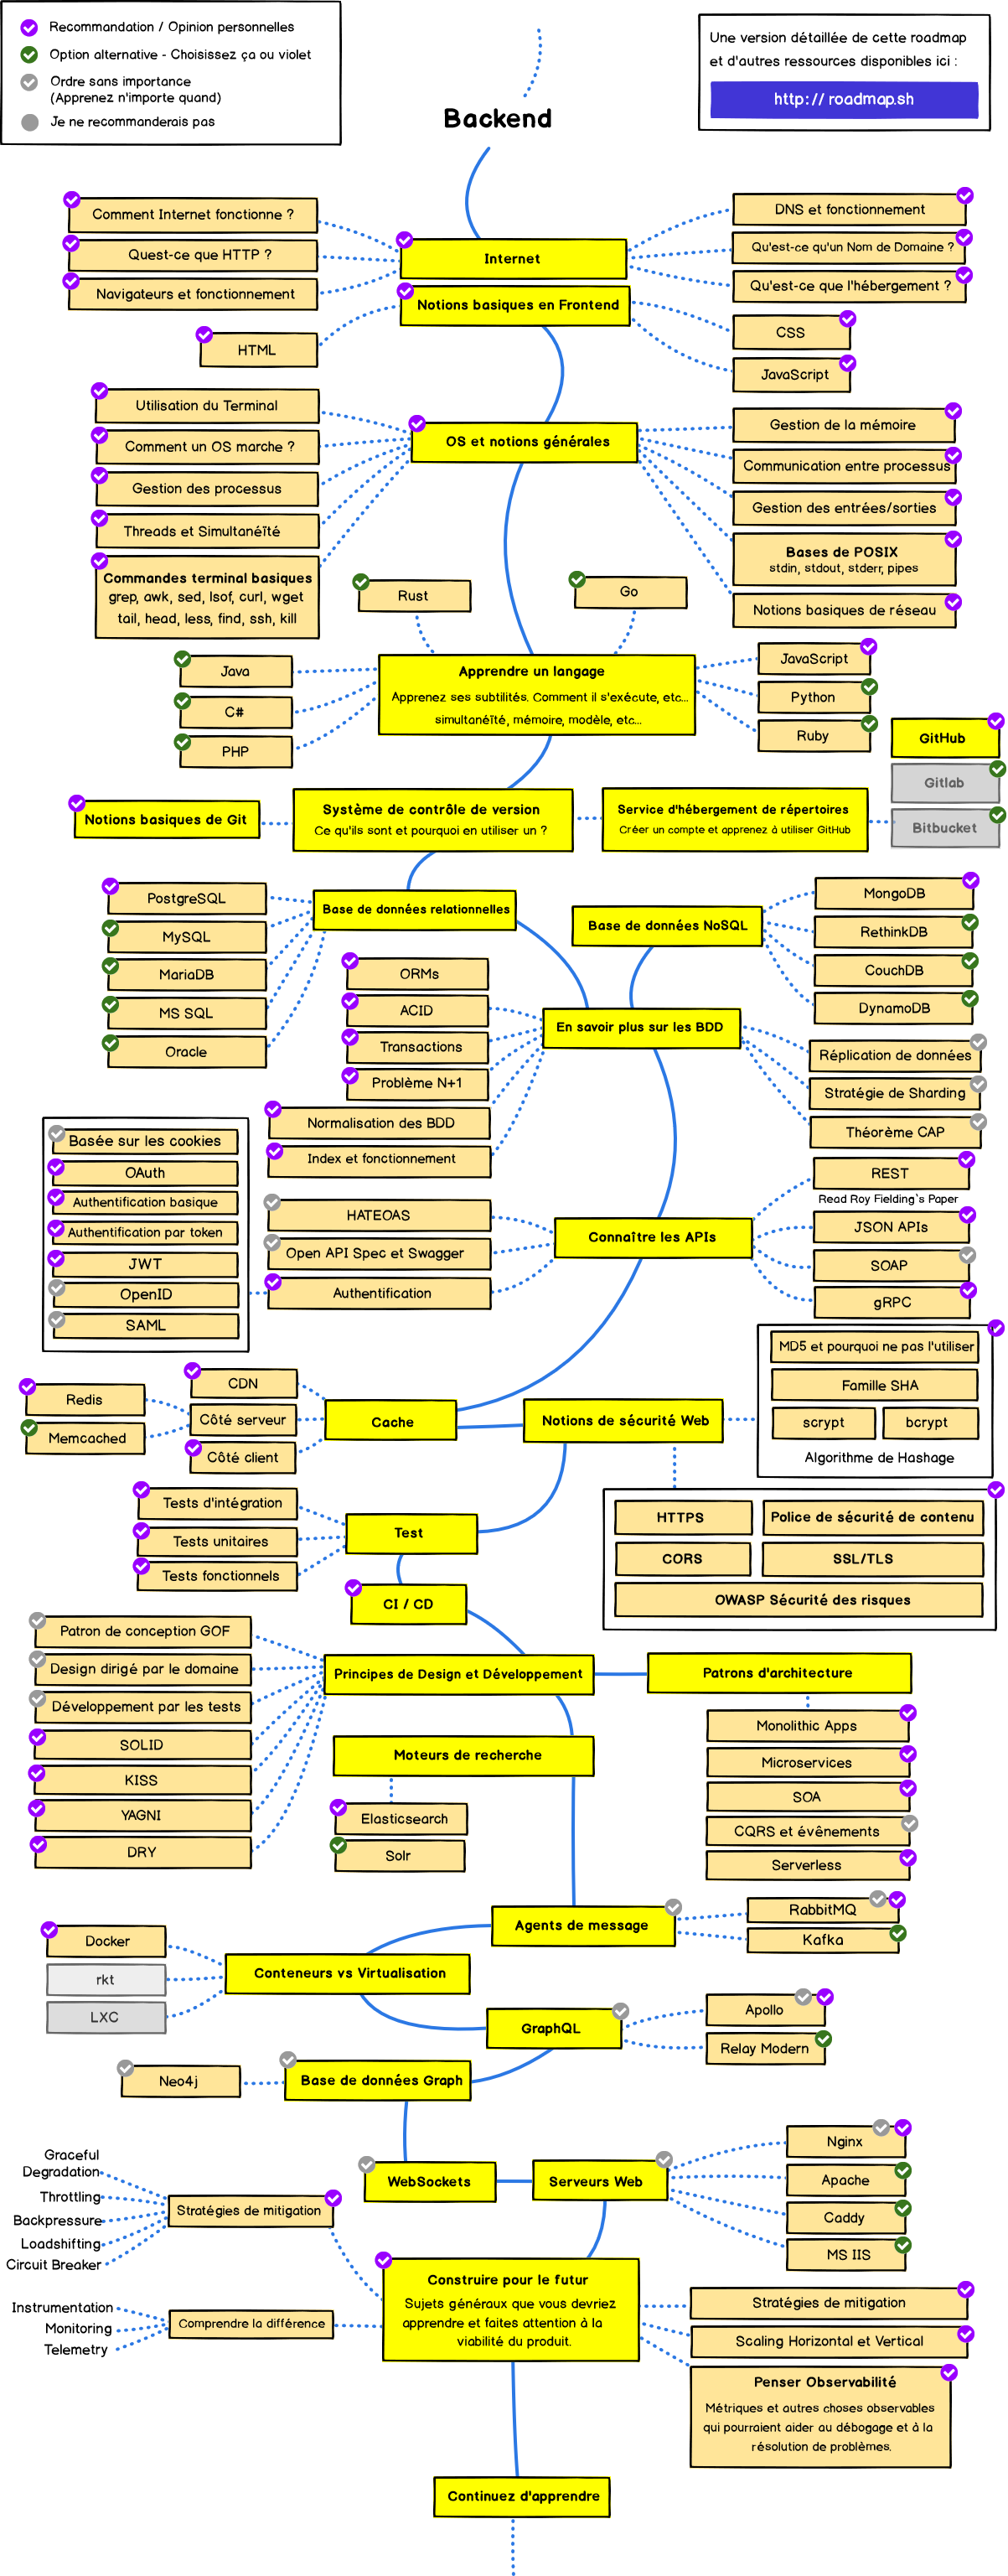 Recommandation / Opinion personnelles
Option alternative - Choisissez ça ou violet
Ordre sans importance
(Apprenez n'importe quand)
Je ne recommanderais pas
Une version détaillée de cette roadmap
et d'autres ressources disponibles ici :
http:// roadmap.sh
Backend
Comment Internet fonctionne ?
Quest-ce que HTTP ?
Navigateurs et fonctionnement
Internet
DNS et fonctionnement
Qu'est-ce qu'un Nom de Domaine ?
Qu'est-ce que l'hébergement ?
Notions basiques en Frontend
HTML
CSS
JavaScript
Utilisation du Terminal
Comment un OS marche ?
Gestion des processus
Threads et Simultanéïté
Commandes terminal basiques
grep, awk, sed, lsof, curl, wget
tail, head, less, find, ssh, kill
OS et notions générales
Gestion de la mémoire
Communication entre processus
Gestion des entrées/sorties
Bases de POSIX
stdin, stdout, stderr, pipes
Notions basiques de réseau
Rust
Go
Java
C#
PHP
Apprendre un langage
Apprenez ses subtilités. Comment il s'exécute, etc...
simultanéïté, mémoire, modèle, etc...
JavaScript
Python
Ruby
GitHub
Gitlab
Bitbucket
Notions basiques de Git
Système de contrôle de version
Ce qu'ils sont et pourquoi en utiliser un ?
Service d'hébergement de répertoires
Créer un compte et apprenez à utiliser GitHub
PostgreSQL
MySQL
MariaDB
MS SQL
Oracle
Base de données relationnelles
Base de données NoSQL
MongoDB
RethinkDB
CouchDB
DynamoDB
ORMs
ACID
Transactions
Problème N+1
Normalisation des BDD
Index et fonctionnement
En savoir plus sur les BDD
Réplication de données
Stratégie de Sharding
Théorème CAP
Basée sur les cookies
OAuth
Authentification basique
Authentification par token
JWT
OpenID
SAML
HATEOAS
Open API Spec et Swagger
Authentification
Connaître les APIs
REST
Read Roy Fielding's Paper
JSON APIs
SOAP
gRPC
MD5 et pourquoi ne pas l'utiliser
Famille SHA
scrypt
bcrypt
Algorithme de Hashage
Redis
Memcached
CDN
Côté serveur
Côté client
Cache
Notions de sécurité Web
HTTPS
Police de sécurité de contenu
CORS
SSL/TLS
OWASP Sécurité des risques
Tests d'intégration
Tests unitaires
Tests fonctionnels
Test
CI / CD
Patron de conception GOF
Design dirigé par le domaine
Développement par les tests
SOLID
KISS
YAGNI
DRY
Principes de Design et Développement
Patrons d'architecture
Monolithic Apps
Microservices
SOA
CQRS et évênements
Serverless
Moteurs de recherche
Elasticsearch
Solr
Agents de message
RabbitMQ
Kafka
Docker
rkt
LXC
Conteneurs vs Virtualisation
GraphQL
Apollo
Relay Modern
Neo4j
Base de données Graph
WebSockets
Serveurs Web
Nginx
Apache
Caddy
MS IIS
Graceful
Degradation
Throttling
Backpressure
Loadshifting
Circuit Breaker
Stratégies de mitigation
Instrumentation
Monitoring
Telemetry
Comprendre la différence
Construire pour le futur
Sujets généraux que vous devriez
apprendre et faites attention à la
viabilité du produit.
Stratégies de mitigation
Scaling Horizontal et Vertical
Penser Observabilité
Métriques et autres choses observables
qui pourraient aider au débogage et à la
résolution de problèmes.
Continuez d'apprendre